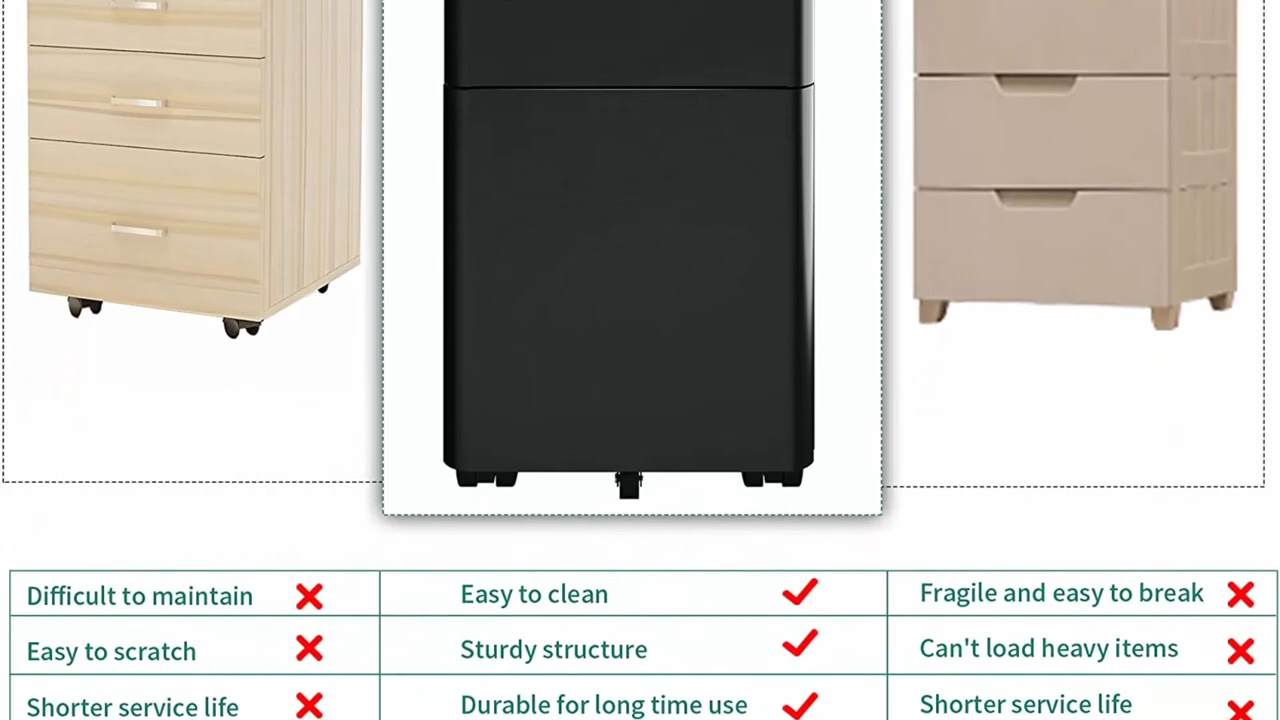 Difficult to maintain
Easy to clean
Fragile and easy to break
Easy to scratch
Sturdy structure
Can't load heavy items
Shorter service life
Durable for long time use
Shorter service life